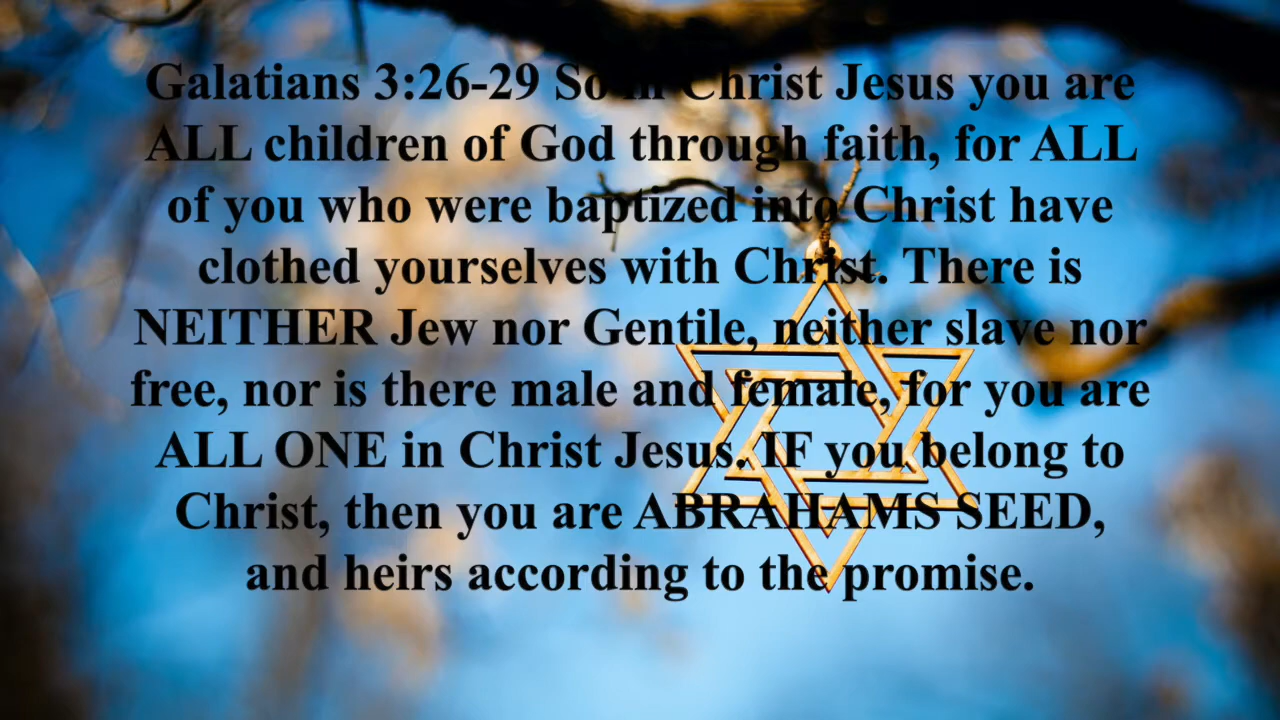 Galatians 3:26-29 So in Christ Jesus you are
ALL children of God through faith, for ALL
of you who were baptized into Christ have
clothed yourselves with Christ. There is
NEITHER Jew nor Gentile, neither slave nor
free, nor is there male and female, for you are
ALL ONE in Christ Jesus. IF you belong to
Christ, then you are ABRAHAMS SEED,
and heirs according to the promise.